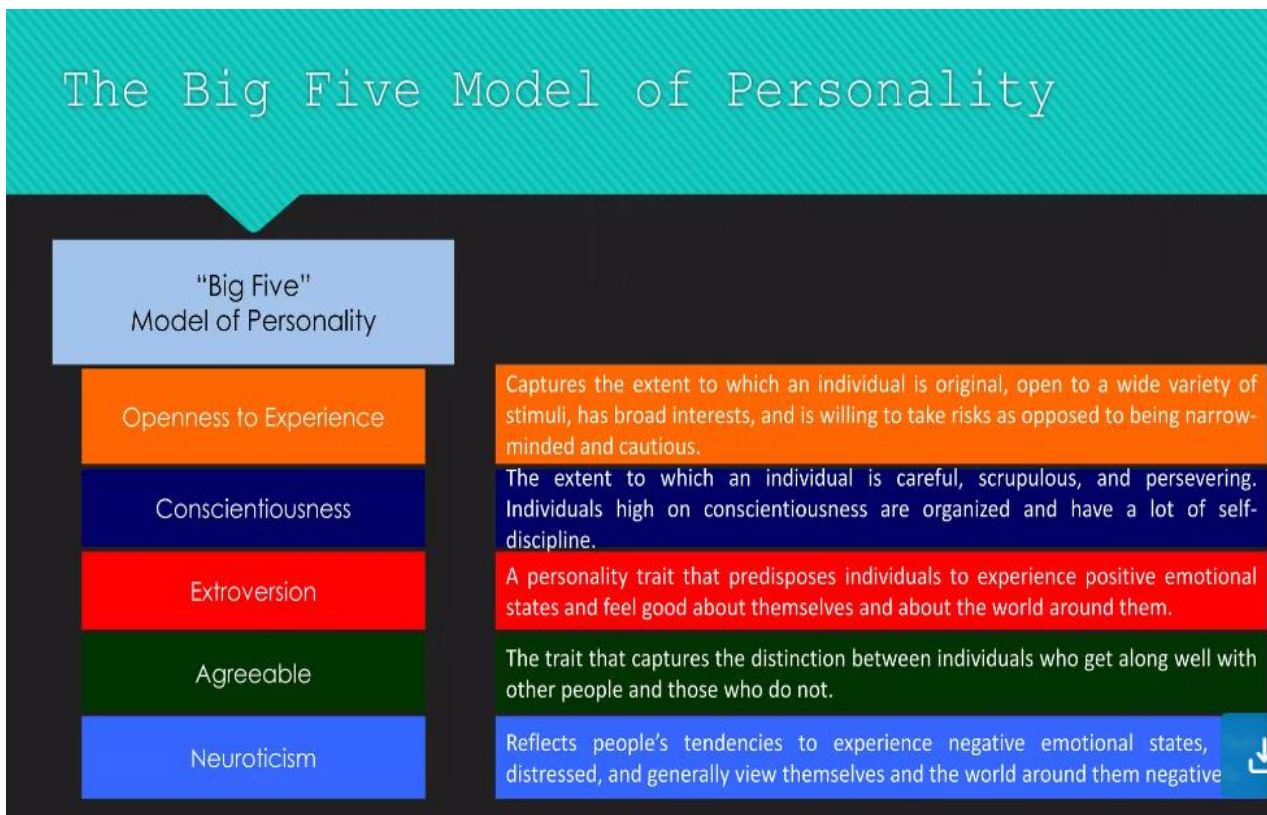 The Big Five Model of Personality
“Big Five”
Model of Personality
Openness to Experience
Captures the extent to which an individual is original, open to a wide variety of
stimuli, has broad interests, and is willing to take risks as opposed to being narrow-
minded and cautious.
Conscientiousness
The extent to which an individual is careful, scrupulous, and persevering.
Individuals high on conscientiousness are organized and have a lot of self-
discipline.
Extroversion
A personality trait that predisposes individuals to experience positive emotional
states and feel good about themselves and about the world around them.
Agreeable
The trait that captures the distinction between individuals who get along well with
other people and those who do not.
Neuroticism
Reflects people’s tendencies to experience negative emotional states,
distressed, and generally view themselves and the world around them negative